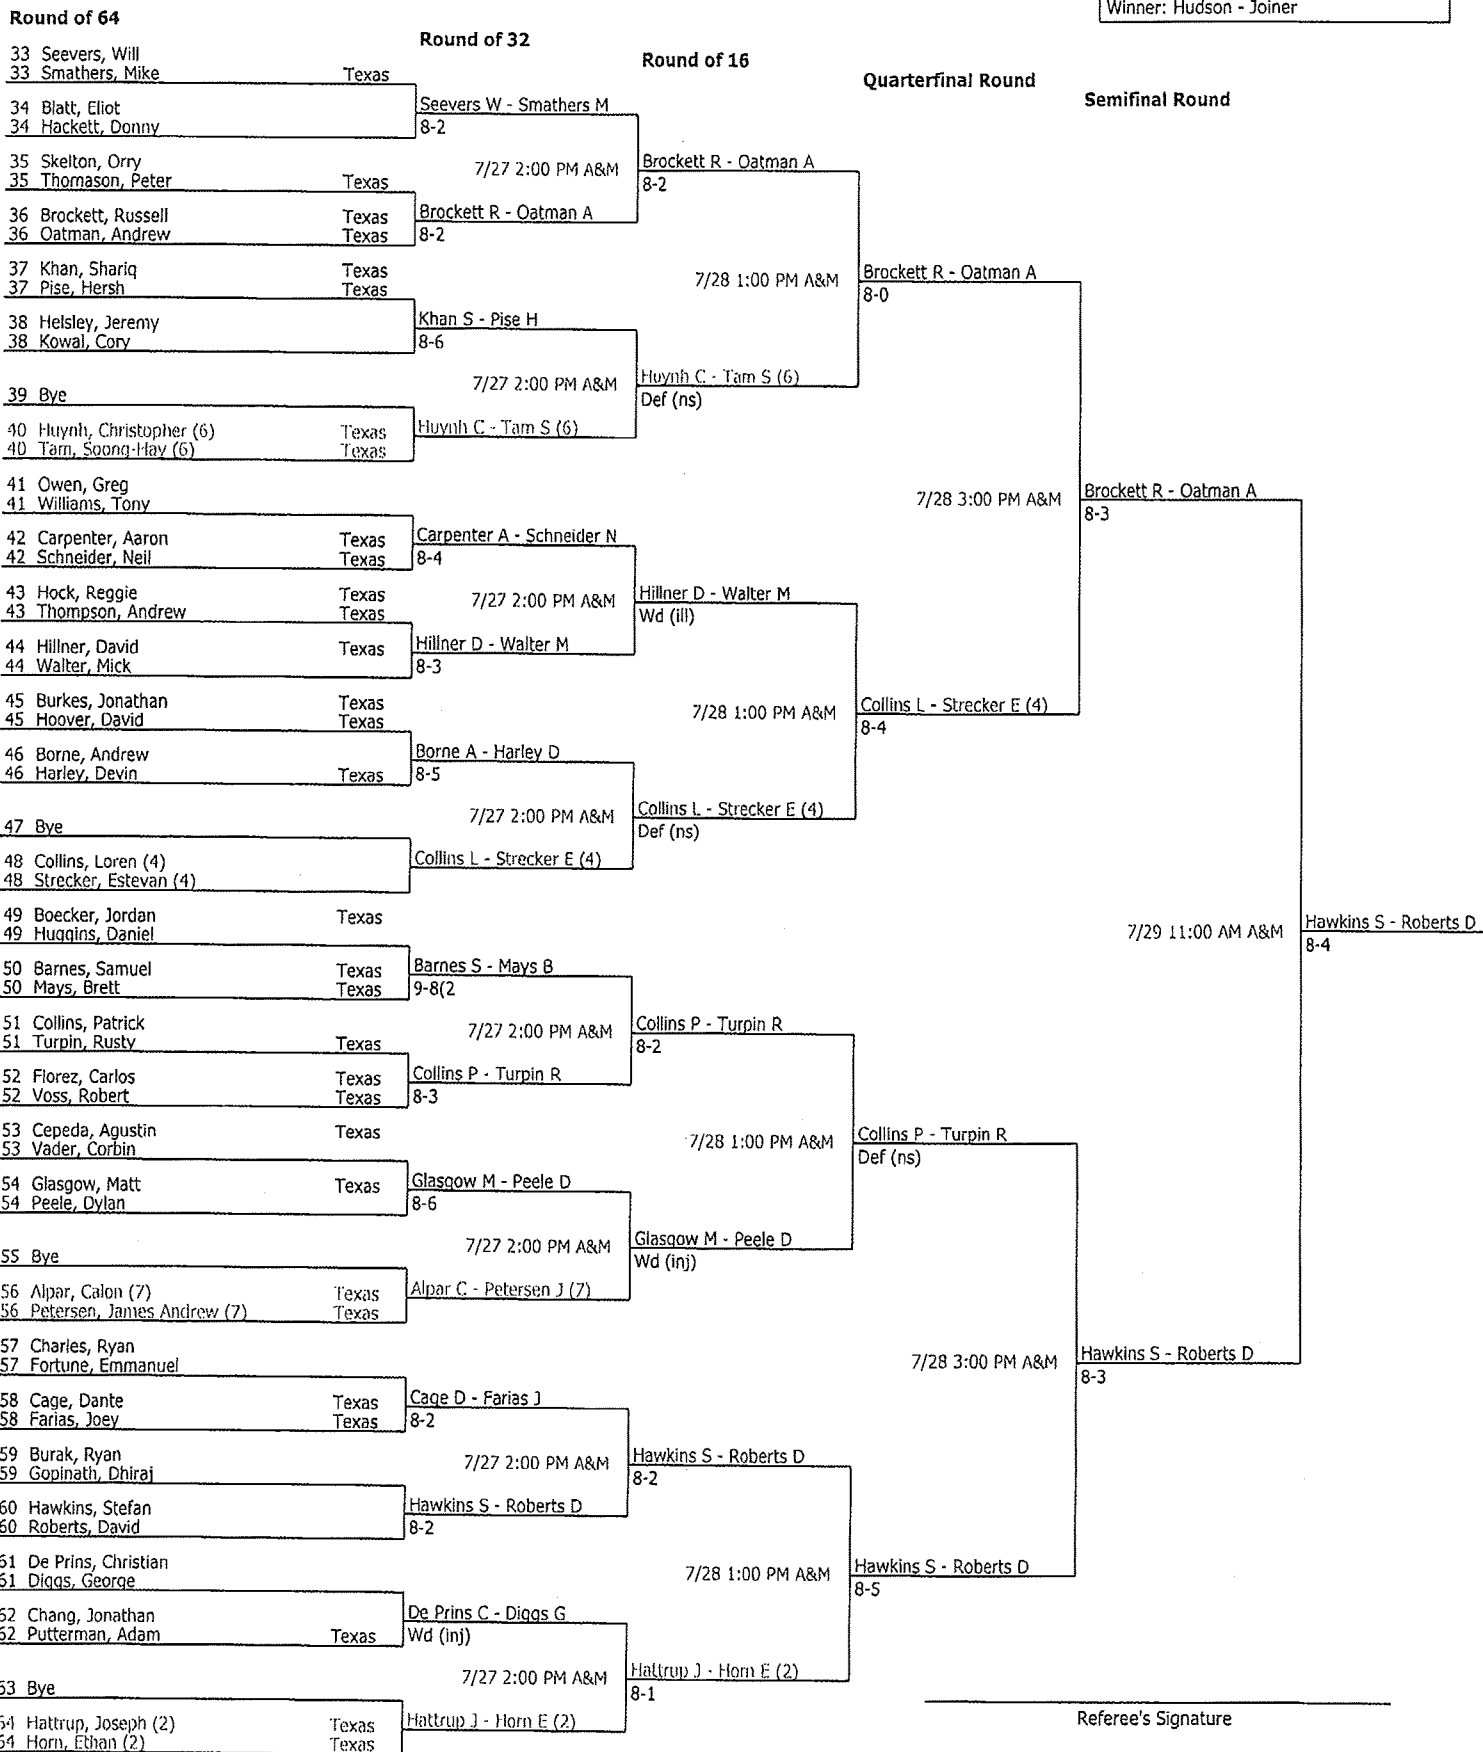 Winner: Hudson - Joiner
Round of 64
Round of 32
Round of 16
Quarterfinal Round
Semifinal Round
33 Seevers, Will
33 Smathers, Mike Texas
34 Blatt, Eliot
34 Hackett, Donny
35 Skelton, Orry
35 Thomason, Peter Texas
36 Brockett, Russell Texas
36 Oatman, Andrew Texas
37 Khan, Shariq Texas
37 Pise, Hersh Texas
38 Helsley, Jeremy
38 Kowal, Cory
39 Bye
40 Huynh, Christopher (6) Texas
40 Tam, Soong-Hay (6) Texas
41 Owen, Greg
41 Williams, Tony
42 Carpenter, Aaron Texas
42 Schneider, Neil Texas
43 Hock, Reggie Texas
43 Thompson, Andrew Texas
44 Hillner, David Texas
44 Walter, Mick
45 Burkes, Jonathan Texas
45 Hoover, David Texas
46 Borne, Andrew
46 Harley, Devin Texas
47 Bye
48 Collins, Loren (4)
48 Strecker, Estevan (4)
49 Boecker, Jordan Texas
49 Huggins, Daniel
50 Barnes, Samuel Texas
50 Mays, Brett Texas
51 Collins, Patrick
51 Turpin, Rusty Texas
52 Florez, Carlos Texas
52 Voss, Robert Texas
53 Cepeda, Agustin Texas
53 Vader, Corbin
54 Glasgow, Matt Texas
54 Peele, Dylan
55 Bye
56 Alpar, Calon (7) Texas
56 Petersen, James Andrew (7) Texas
57 Charles, Ryan
57 Fortune, Emmanuel
58 Cage, Dante Texas
58 Farias, Joey Texas
59 Burak, Ryan
59 Gopinath, Dhiraj
60 Hawkins, Stefan
60 Roberts, David
61 De Prins, Christian
61 Diggs, George
62 Chang, Jonathan
62 Putterman, Adam Texas
63 Bye
64 Hattrup, Joseph (2) Texas
64 Horn, Ethan (2) Texas
Seevers W - Smathers M
8-2
7/27 2:00 PM A&M
Brockett R - Oatman A
8-2
Khan S - Pise H
8-6
7/27 2:00 PM A&M
Huynh C - Tam S (6)
Carpenter A - Schneider N
8-4
7/27 2:00 PM A&M
Hillner D - Walter M
8-3
Borne A - Harley D
8-5
7/27 2:00 PM A&M
Collins L - Strecker E (4)
Barnes S - Mays B
9-8(2
7/27 2:00 PM A&M
Collins P - Turpin R
8-3
Glasgow M - Peele D
8-6
7/27 2:00 PM A&M
Alpar C - Petersen J (7)
Cage D - Farias J
8-2
7/27 2:00 PM A&M
Hawkins S - Roberts D
8-2
De Prins C - Diggs G
Wd (inj)
7/27 2:00 PM A&M
Hattrup J - Horn E (2)
Brockett R - Oatman A
8-2
7/28 1:00 PM A&M
Huynh C - Tam S (6)
Def (ns)
Hillner D - Walter M
Wd (ill)
7/28 1:00 PM A&M
Collins L - Strecker E (4)
Def (ns)
Collins P - Turpin R
8-2
7/28 1:00 PM A&M
Glasgow M - Peele D
Wd (inj)
Hawkins S - Roberts D
8-2
7/28 1:00 PM A&M
Hattrup J - Horn E (2)
8-1
Brockett R - Oatman A
8-0
7/28 3:00 PM A&M
Collins L - Strecker E (4)
8-4
Collins P - Turpin R
Def (ns)
7/28 3:00 PM A&M
Hawkins S - Roberts D
8-5
Brockett R - Oatman A
8-3
7/29 11:00 AM A&M
Hawkins S - Roberts D
8-3
Hawkins S - Roberts D
8-4
Referee's Signature